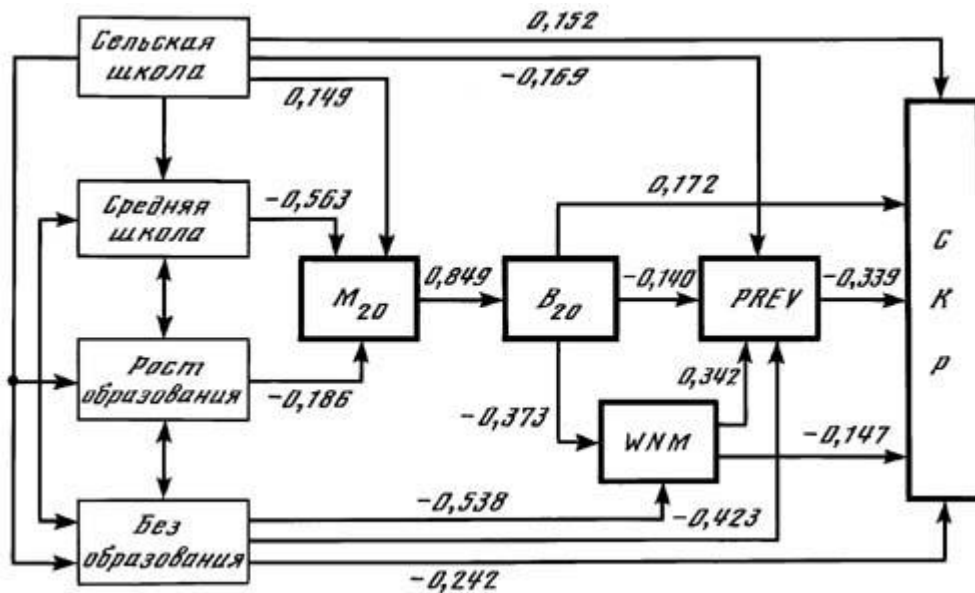 Сельская
школа
0,152
-0,169
0,149
Средняя
школа
-0,563
0,172
M20
0,849
B20
-0,140
PREV
-0,339
С
К
Р
Рост
образования
-0,186
0,342
-0,373
WNM
-0,147
Без
образования
-0,538
-0,423
-0,242